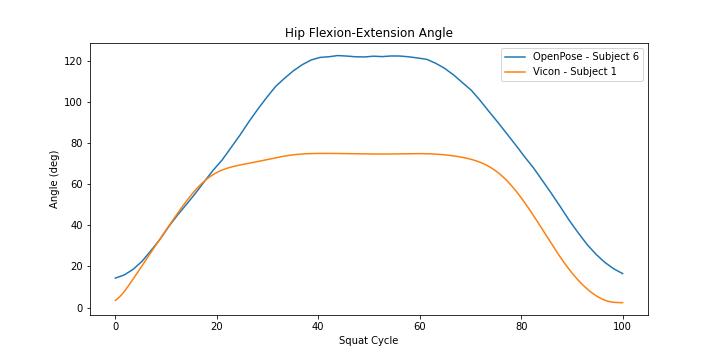 Hip Flexion-Extension Angle
OpenPose - Subject 6
Vicon - Subject 1
Angle (deg)
120
100
80
60
40
20
0
0 20 40 60 80 100
Squat Cycle